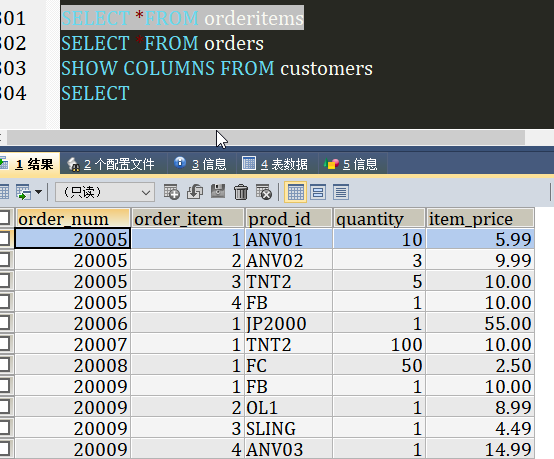 301 SELECT *FROM orderitems
302 SELECT *FROM orders
303 SHOW COLUMNS FROM customers
304 SELECT
1 结果 2 个配置文件 3 信息 4 表数据 5 信息
(只读)
order_num order_item prod_id quantity item_price
20005 1 ANV01 10 5.99
20005 2 ANV02 3 9.99
20005 3 TNT2 5 10.00
20005 4 FB 1 10.00
20006 1 JP2000 1 55.00
20007 1 TNT2 100 10.00
20008 1 FC 50 2.50
20009 1 FB 1 10.00
20009 2 OL1 1 8.99
20009 3 SLING 1 4.49
20009 4 ANV03 1 14.99